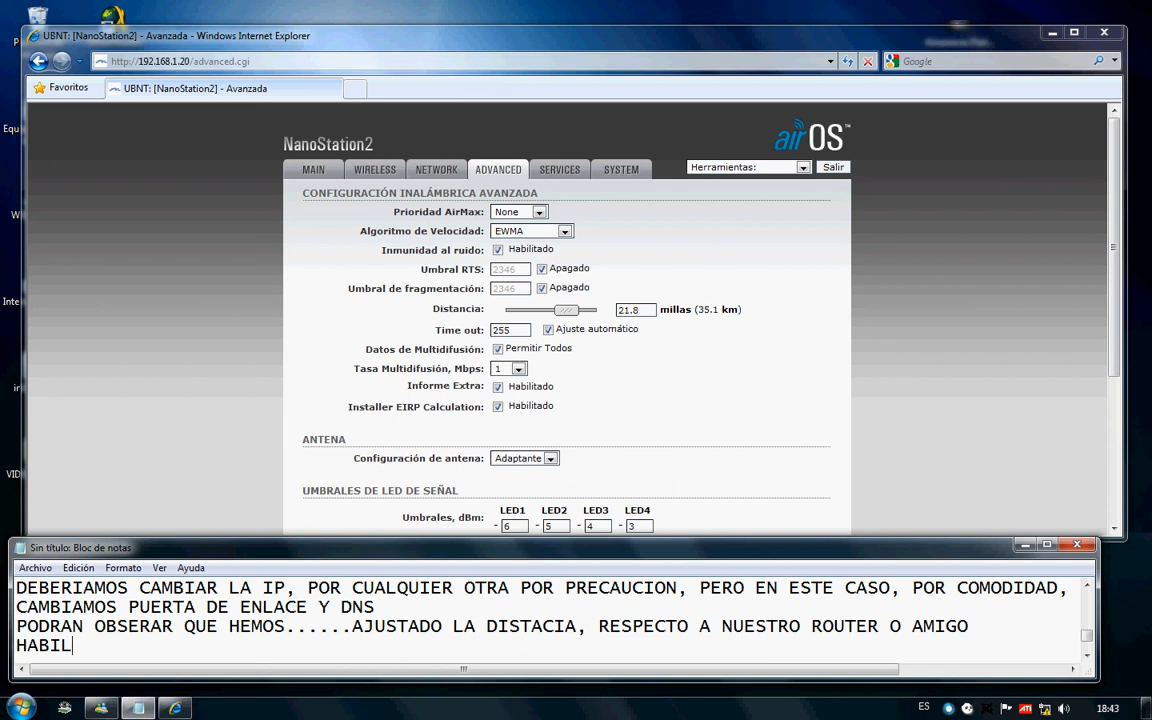 UBNT: [NanoStation2] - Avanzada - Windows Internet Explorer
http://192.168.1.20/advanced.cgi
Google
Favoritos
UBNT: [NanoStation2] - Avanzada
Equ
W
Inte
in
VID
NanoStation2
airOS™
MAIN WIRELESS NETWORK ADVANCED SERVICES SYSTEM
Herramientas: Salir
CONFIGURACIÓN INALÁMBRICA AVANZADA
Prioridad AirMax: None
Algoritmo de Velocidad: EWMA
Inmunidad al ruido: Habilitado
Umbral RTS: 2346 Apagado
Umbral de fragmentación: 2346 Apagado
Distancia: 21.8 millas (35.1 km)
Time out: 255 Ajuste automático
Datos de Multidifusión: Permitir Todos
Tasa Multidifusión, Mbps: 1
Informe Extra: Habilitado
Installer EIRP Calculation: Habilitado
ANTENA
Configuración de antena: Adaptante
UMBRALES DE LED DE SEÑAL
LED1 LED2 LED3 LED4
Umbrales, dBm: - 6 - 5 - 4 - 3
Sin título: Bloc de notas
Archivo Edición Formato Ver Ayuda
DEBERIAMOS CAMBIAR LA IP, POR CUALQUIER OTRA POR PRECAUCION, PERO EN ESTE CASO, POR COMODIDAD,
CAMBIAMOS PUERTA DE ENLACE Y DNS
PODRAN OBSERAR QUE HEMOS......AJUSTADO LA DISTACIA, RESPECTO A NUESTRO ROUTER O AMIGO
HABIL
ES
ATI
18:43